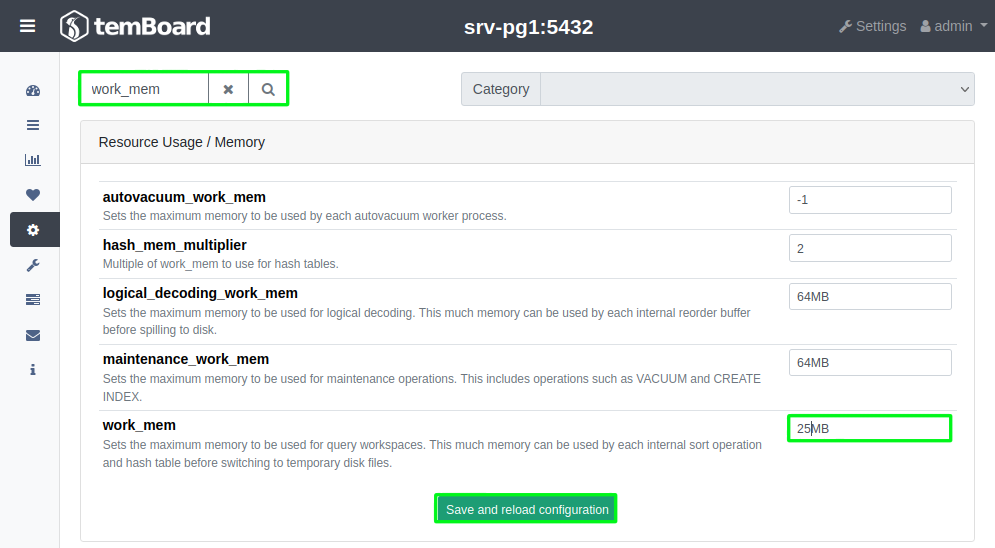 temBoard
srv-pg1:5432
Settings
admin
work_mem
Category
Resource Usage / Memory
autovacuum_work_mem
-1
Sets the maximum memory to be used by each autovacuum worker process.
hash_mem_multiplier
2
Multiple of work_mem to use for hash tables.
logical_decoding_work_mem
64MB
Sets the maximum memory to be used for logical decoding. This much memory can be used by each internal reorder buffer
before spilling to disk.
maintenance_work_mem
64MB
Sets the maximum memory to be used for maintenance operations. This includes operations such as VACUUM and CREATE
INDEX.
work_mem
25MB
Sets the maximum memory to be used for query workspaces. This much memory can be used by each internal sort operation
and hash table before switching to temporary disk files.
Save and reload configuration